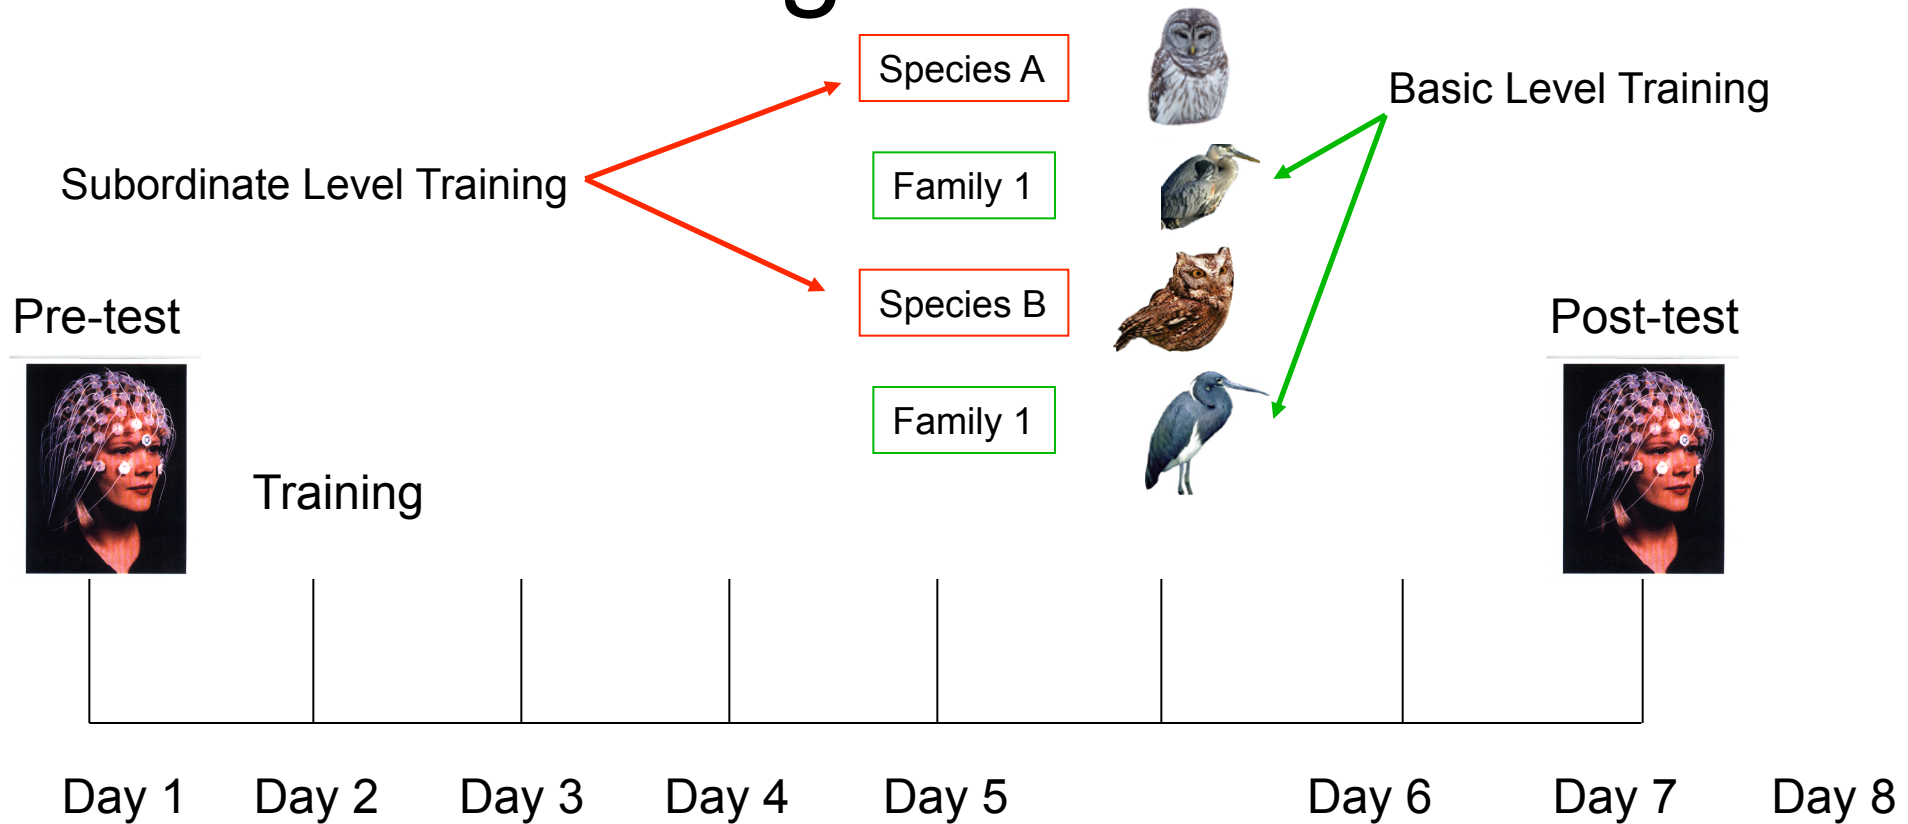 Species A
Basic Level Training
Subordinate Level Training
Family 1
Species B
Pre-test
Post-test
Family 1
Training
Day 1 Day 2 Day 3 Day 4 Day 5 Day 6 Day 7 Day 8